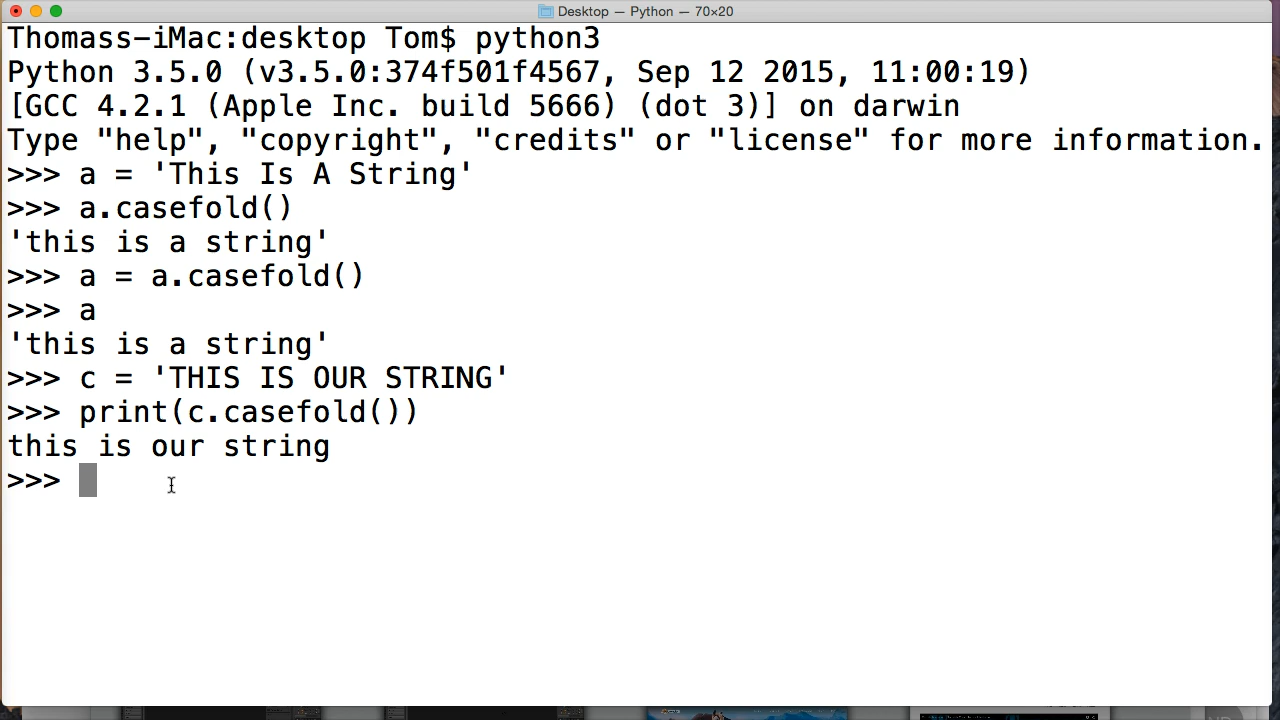 Desktop — Python — 70×20
Thomass-iMac:desktop Tom$ python3
Python 3.5.0 (v3.5.0:374f501f4567, Sep 12 2015, 11:00:19)
[GCC 4.2.1 (Apple Inc. build 5666) (dot 3)] on darwin
Type "help", "copyright", "credits" or "license" for more information.
>>> a = 'This Is A String'
>>> a.casefold()
'this is a string'
>>> a = a.casefold()
>>> a
'this is a string'
>>> c = 'THIS IS OUR STRING'
>>> print(c.casefold())
this is our string
>>>